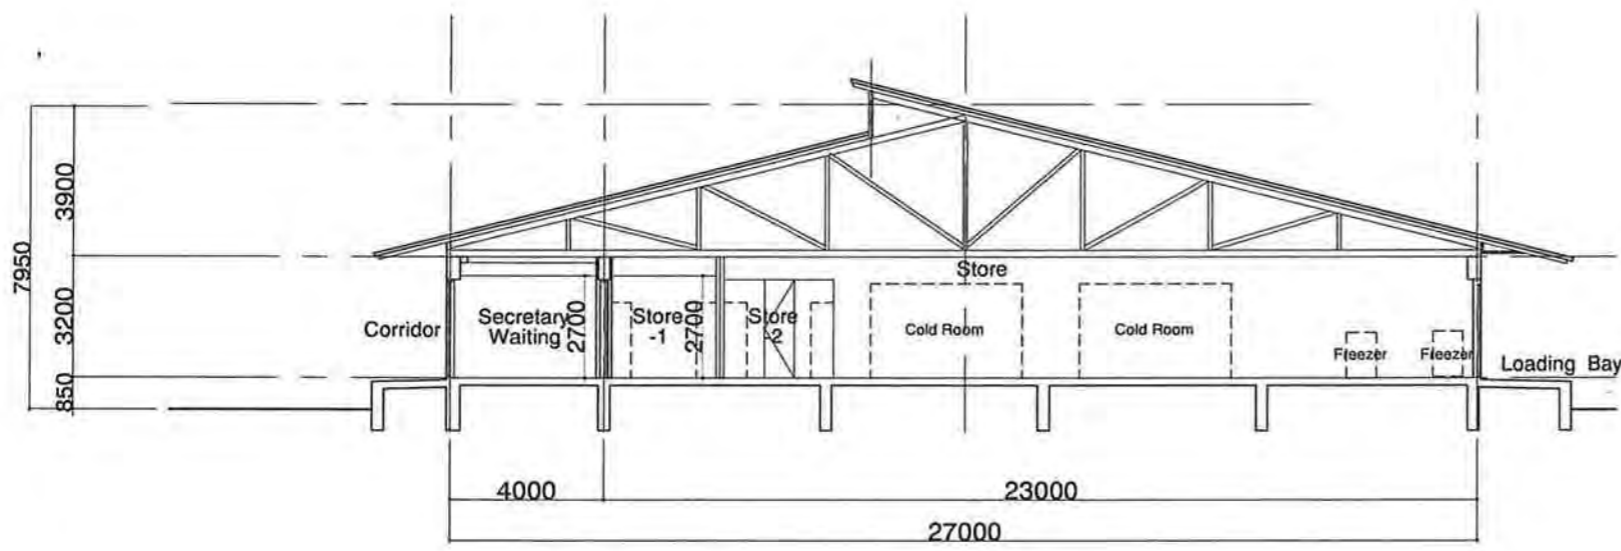 7950
3900
3200
850
Corridor
Secretary
Waiting
2700
Store
-1
2700
Store
-2
Store
Cold Room
Cold Room
Freezer
Freezer
Loading Bay
4000
23000
27000